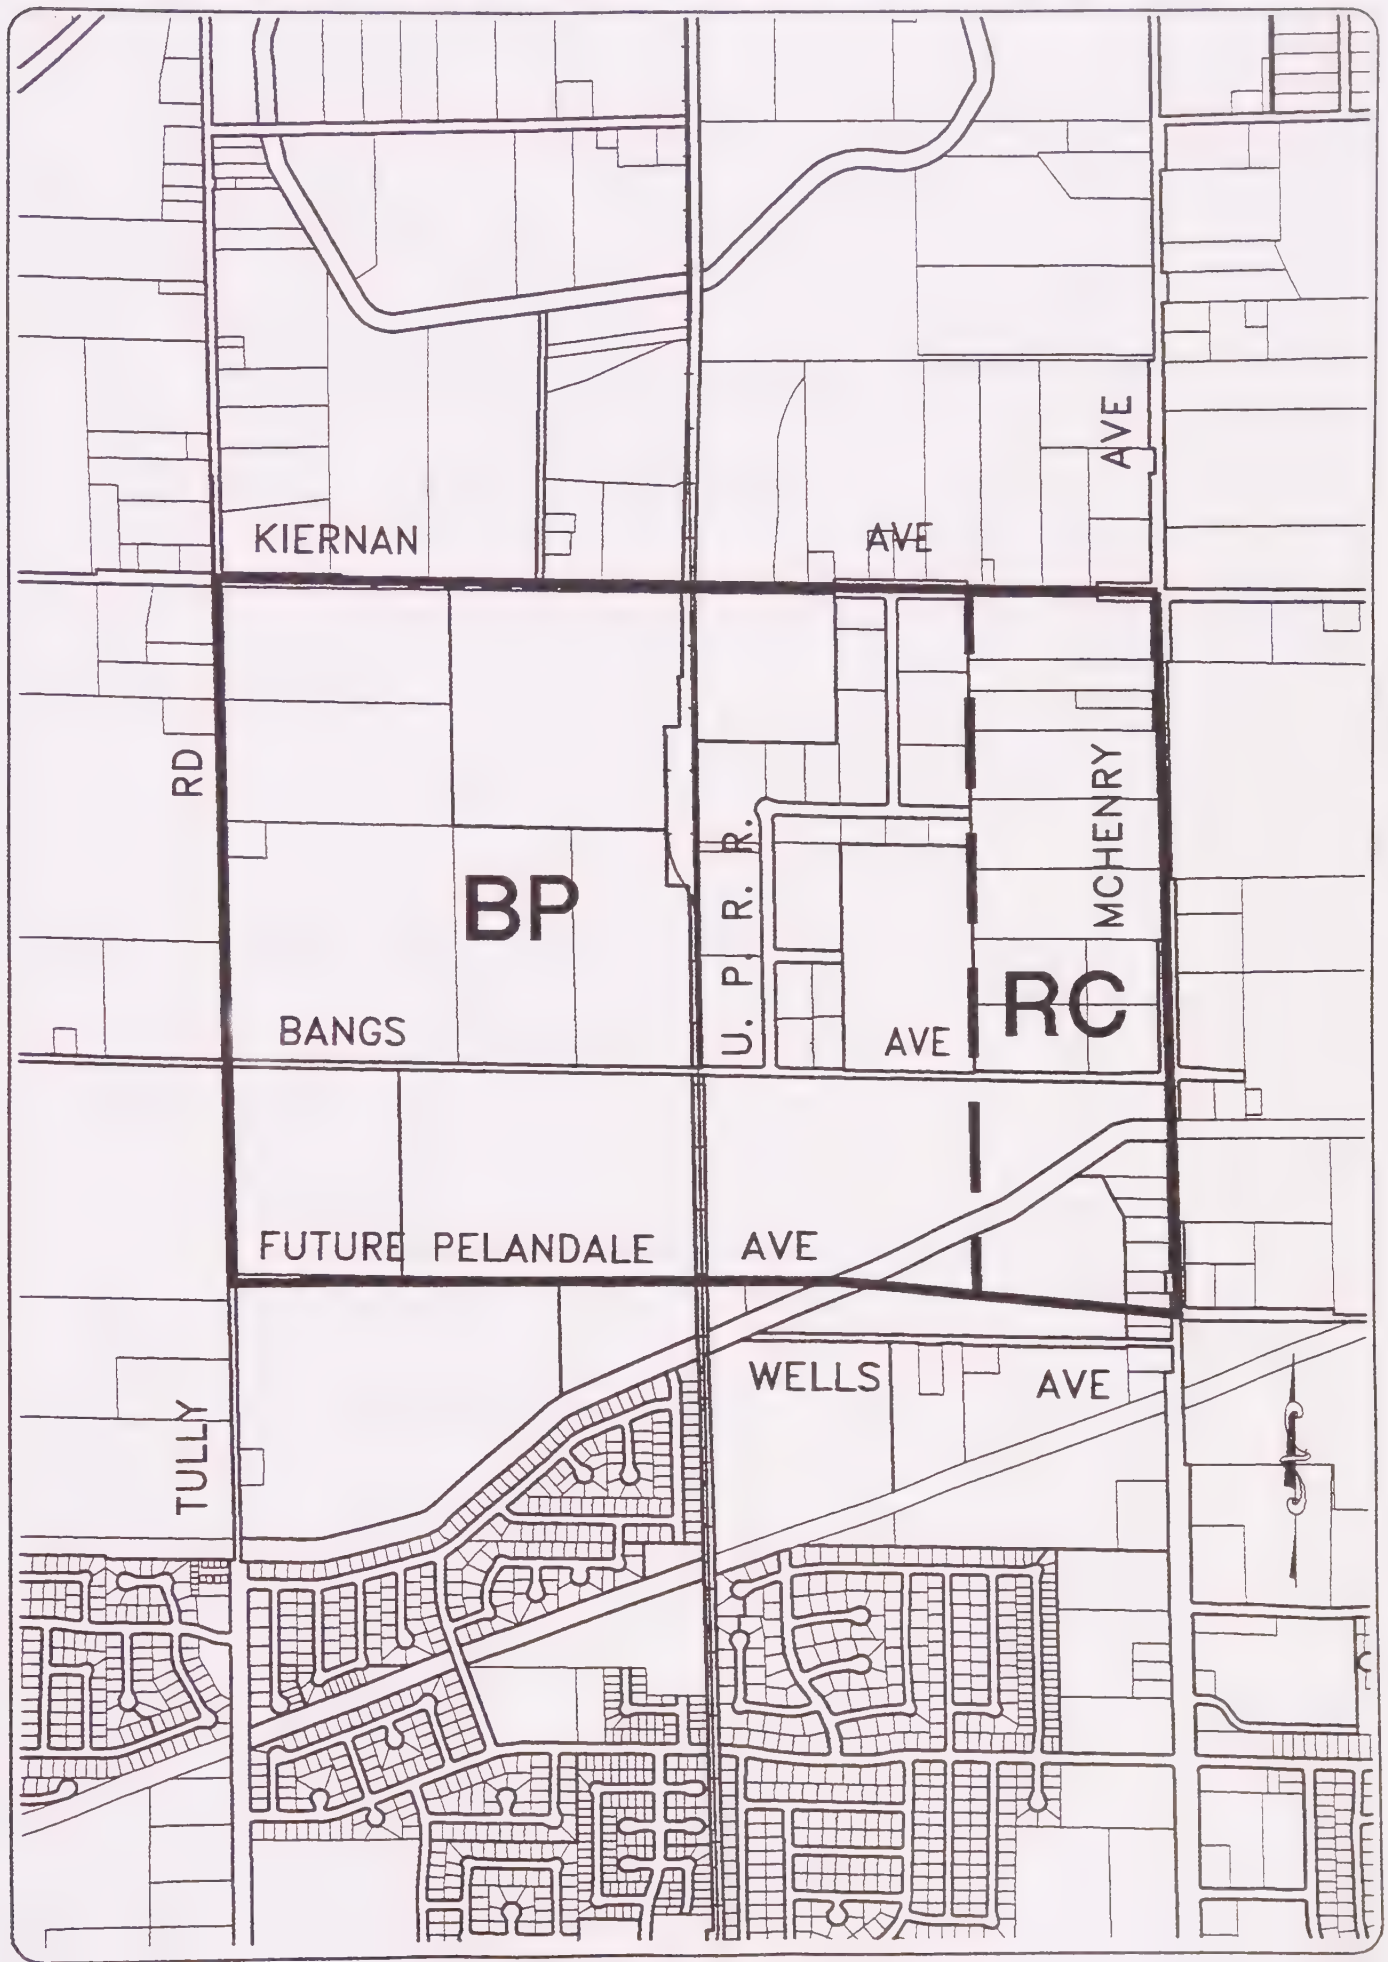 AVE
KIERNAN AVE
RD
MCHENRY
BP
U. P. R. R.
RC
BANGS AVE
FUTURE PELANDALE AVE
WELLS AVE
TULLY